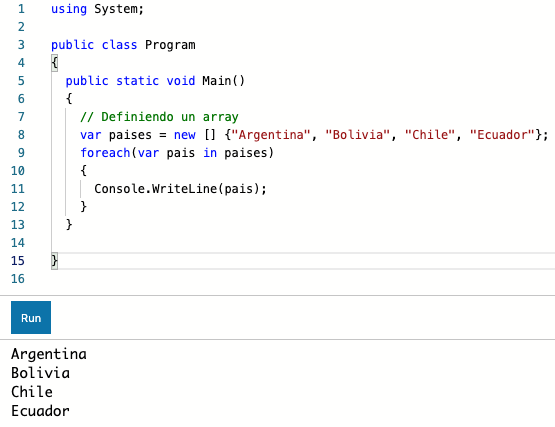 1 using System;
2
3 public class Program
4 {
5 public static void Main()
6 {
7 // Definiendo un array
8 var paises = new [] {"Argentina", "Bolivia", "Chile", "Ecuador"};
9 foreach(var pais in paises)
10 {
11 Console.WriteLine(pais);
12 }
13 }
14
15 }
16
Run
Argentina
Bolivia
Chile
Ecuador